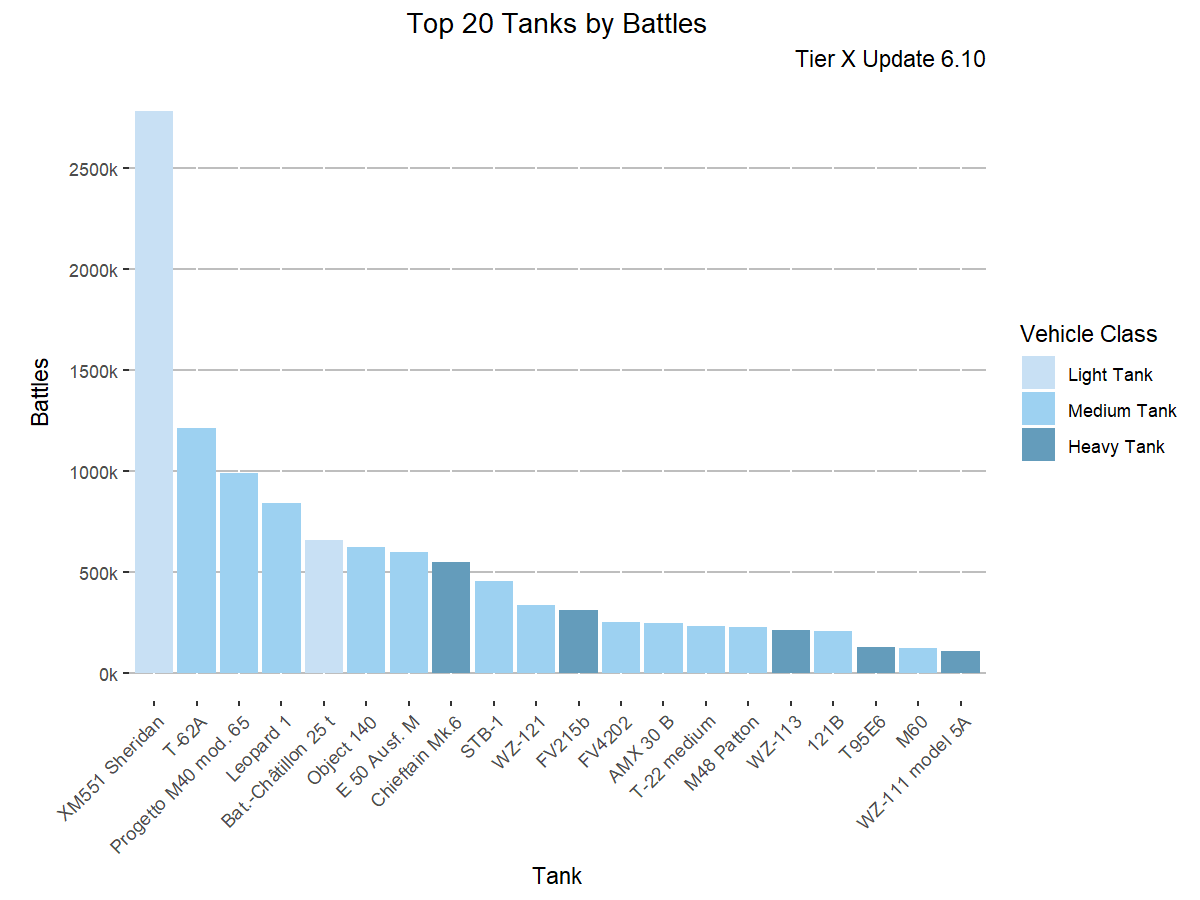 Top 20 Tanks by Battles
Tier X Update 6.10
Battles
2500k
2000k
1500k
1000k
500k
0k
XM551 Sheridan
T-62A
Progetto M40 mod. 65
Leopard 1
Bat.-Châtillon 25 t
Object 140
E 50 Ausf. M
Chieftain Mk.6
STB-1
WZ-121
FV215b
FV4202
AMX 30 B
T-22 medium
M48 Patton
WZ-113
121B
T95E6
M60
WZ-111 model 5A
Tank
Vehicle Class
Light Tank
Medium Tank
Heavy Tank